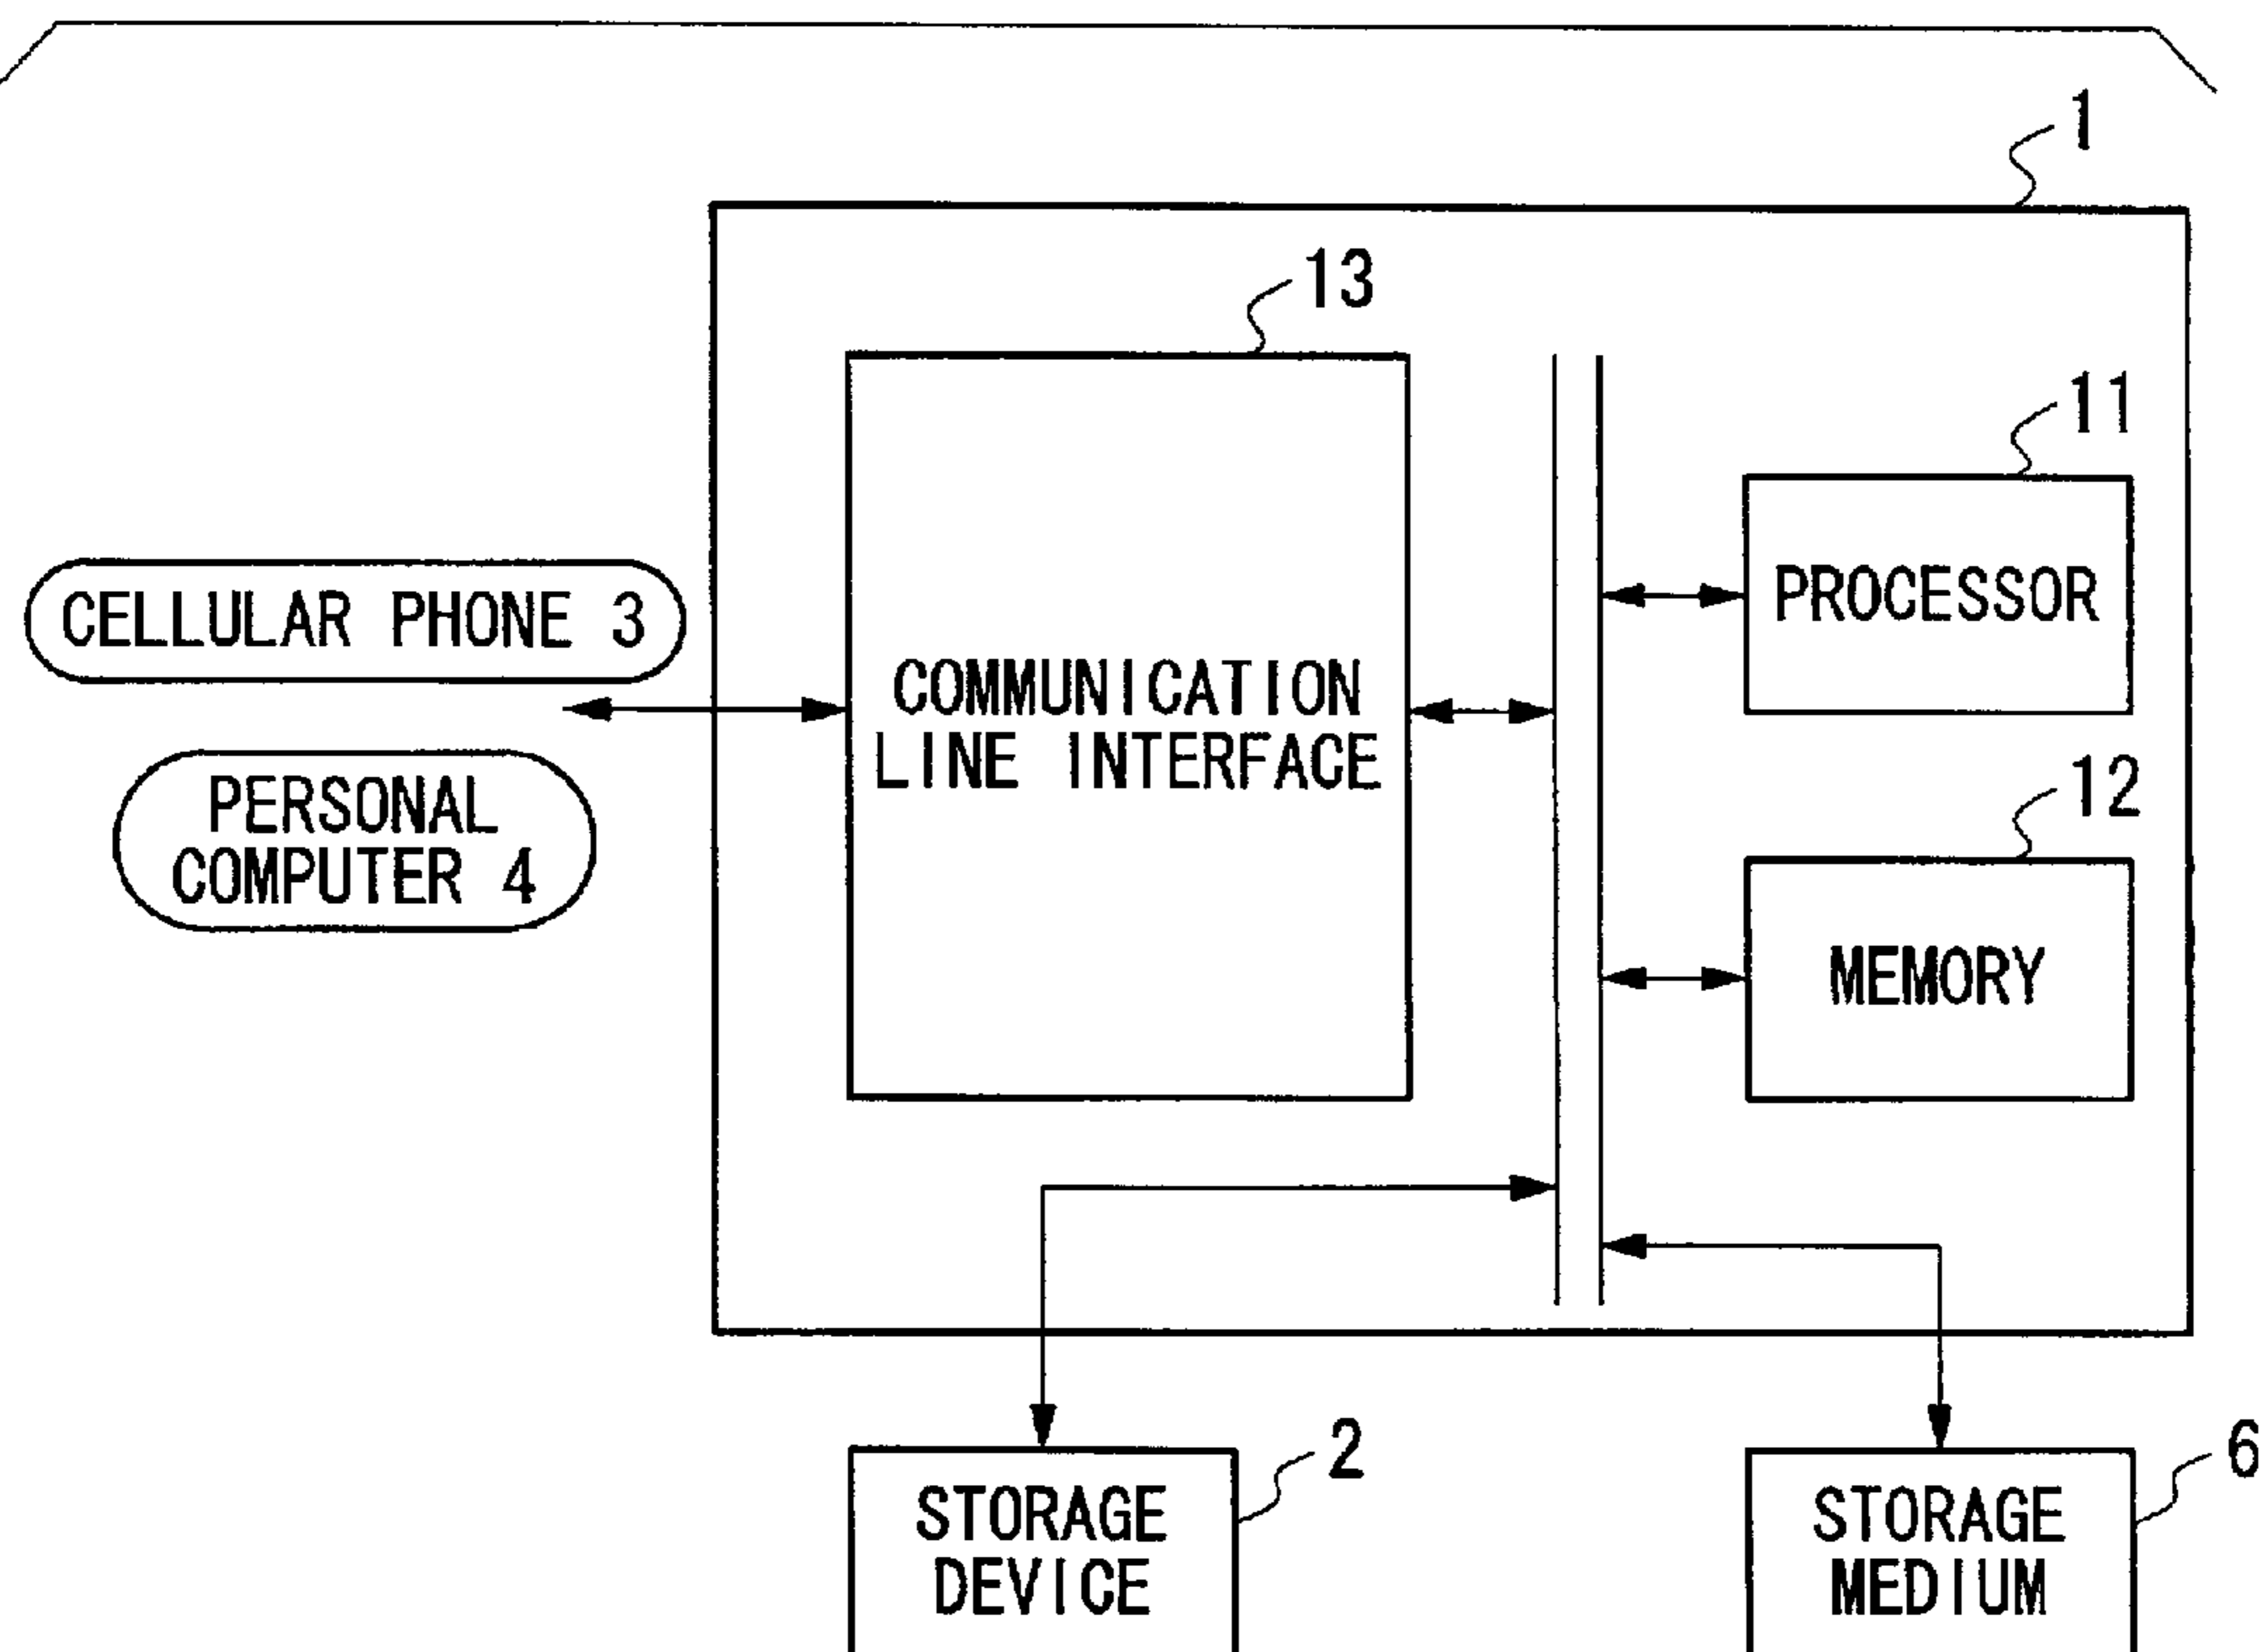 1
13
11
CELLULAR PHONE 3
PROCESSOR
COMMUNICATION
LINE INTERFACE
PERSONAL
COMPUTER 4
12
MEMORY
2
6
STORAGE
DEVICE
STORAGE
MEDIUM